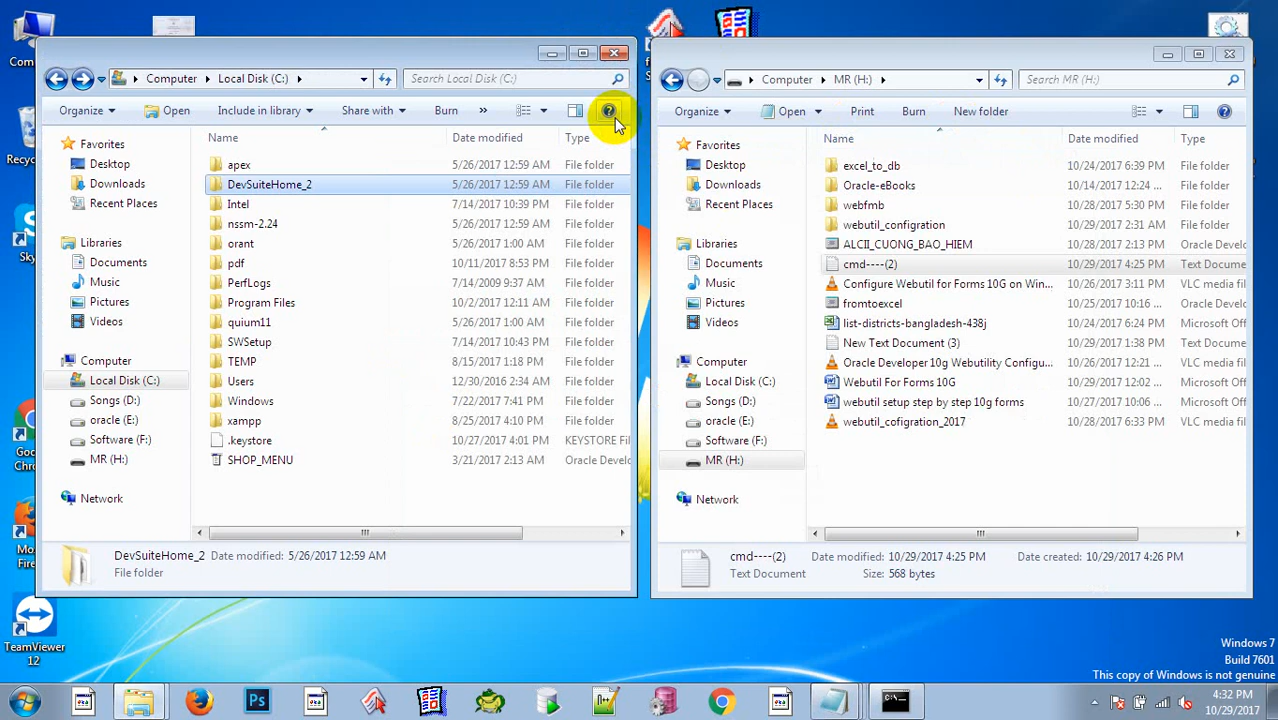 Computer
Local Disk (C:)
Search Local Disk (C:)
Organize
Open
Include in library
Share with
Burn
»
Name
Date modified
Type
Favorites
Desktop
Downloads
Recent Places
Libraries
Documents
Music
Pictures
Videos
Computer
Local Disk (C:)
Songs (D:)
oracle (E:)
Software (F:)
MR (H:)
Network
apex 5/26/2017 12:59 AM File folder
DevSuiteHome_2 5/26/2017 12:59 AM File folder
Intel 7/14/2017 10:39 PM File folder
nssm-2.24 5/26/2017 12:59 AM File folder
orant 5/26/2017 1:00 AM File folder
pdf 10/11/2017 8:53 PM File folder
PerfLogs 7/14/2009 9:37 AM File folder
Program Files 10/2/2017 12:11 AM File folder
quium11 5/26/2017 1:00 AM File folder
SWSetup 7/14/2017 10:43 PM File folder
TEMP 8/15/2017 1:18 PM File folder
Users 12/30/2016 2:34 AM File folder
Windows 7/22/2017 7:41 PM File folder
xampp 8/25/2017 4:10 PM File folder
.keystore 10/27/2017 4:01 PM KEYSTORE Fil
SHOP_MENU 3/21/2017 2:13 AM Oracle Develo
DevSuiteHome_2 Date modified: 5/26/2017 12:59 AM
File folder
Computer
MR (H:)
Search MR (H:)
Organize
Open
Print
Burn
New folder
Name
Date modified
Type
Favorites
Desktop
Downloads
Recent Places
Libraries
Documents
Music
Pictures
Videos
Computer
Local Disk (C:)
Songs (D:)
oracle (E:)
Software (F:)
MR (H:)
Network
excel_to_db 10/24/2017 6:39 PM File folder
Oracle-eBooks 10/14/2017 12:24 ... File folder
webfmb 10/28/2017 5:30 PM File folder
webutil_configration 10/29/2017 2:31 AM File folder
ALCII_CUONG_BAO_HIEM 10/28/2017 2:13 PM Oracle Develo
cmd----(2) 10/29/2017 4:25 PM Text Docume
Configure Webutil for Forms 10G on Win... 10/26/2017 3:11 PM VLC media fil
fromtoexcel 10/25/2017 10:16 ... Oracle Develo
list-districts-bangladesh-438j 10/24/2017 6:24 PM Microsoft Off
New Text Document (3) 10/29/2017 1:38 PM Text Docume
Oracle Developer 10g Webutility Configu... 10/26/2017 12:21 ... VLC media fil
Webutil For Forms 10G 10/29/2017 12:02 ... Microsoft Off
webutil setup step by step 10g forms 10/27/2017 10:06 ... Microsoft Off
webutil_cofigration_2017 10/28/2017 6:33 PM VLC media fil
cmd----(2) Date modified: 10/29/2017 4:25 PM Date created: 10/29/2017 4:26 PM
Text Document Size: 568 bytes
Com
Recyc
Sky
Goo
Chro
Moz
Firef
TeamViewer
12
Windows 7
Build 7601
This copy of Windows is not genuine
Ps
4:32 PM
10/29/2017